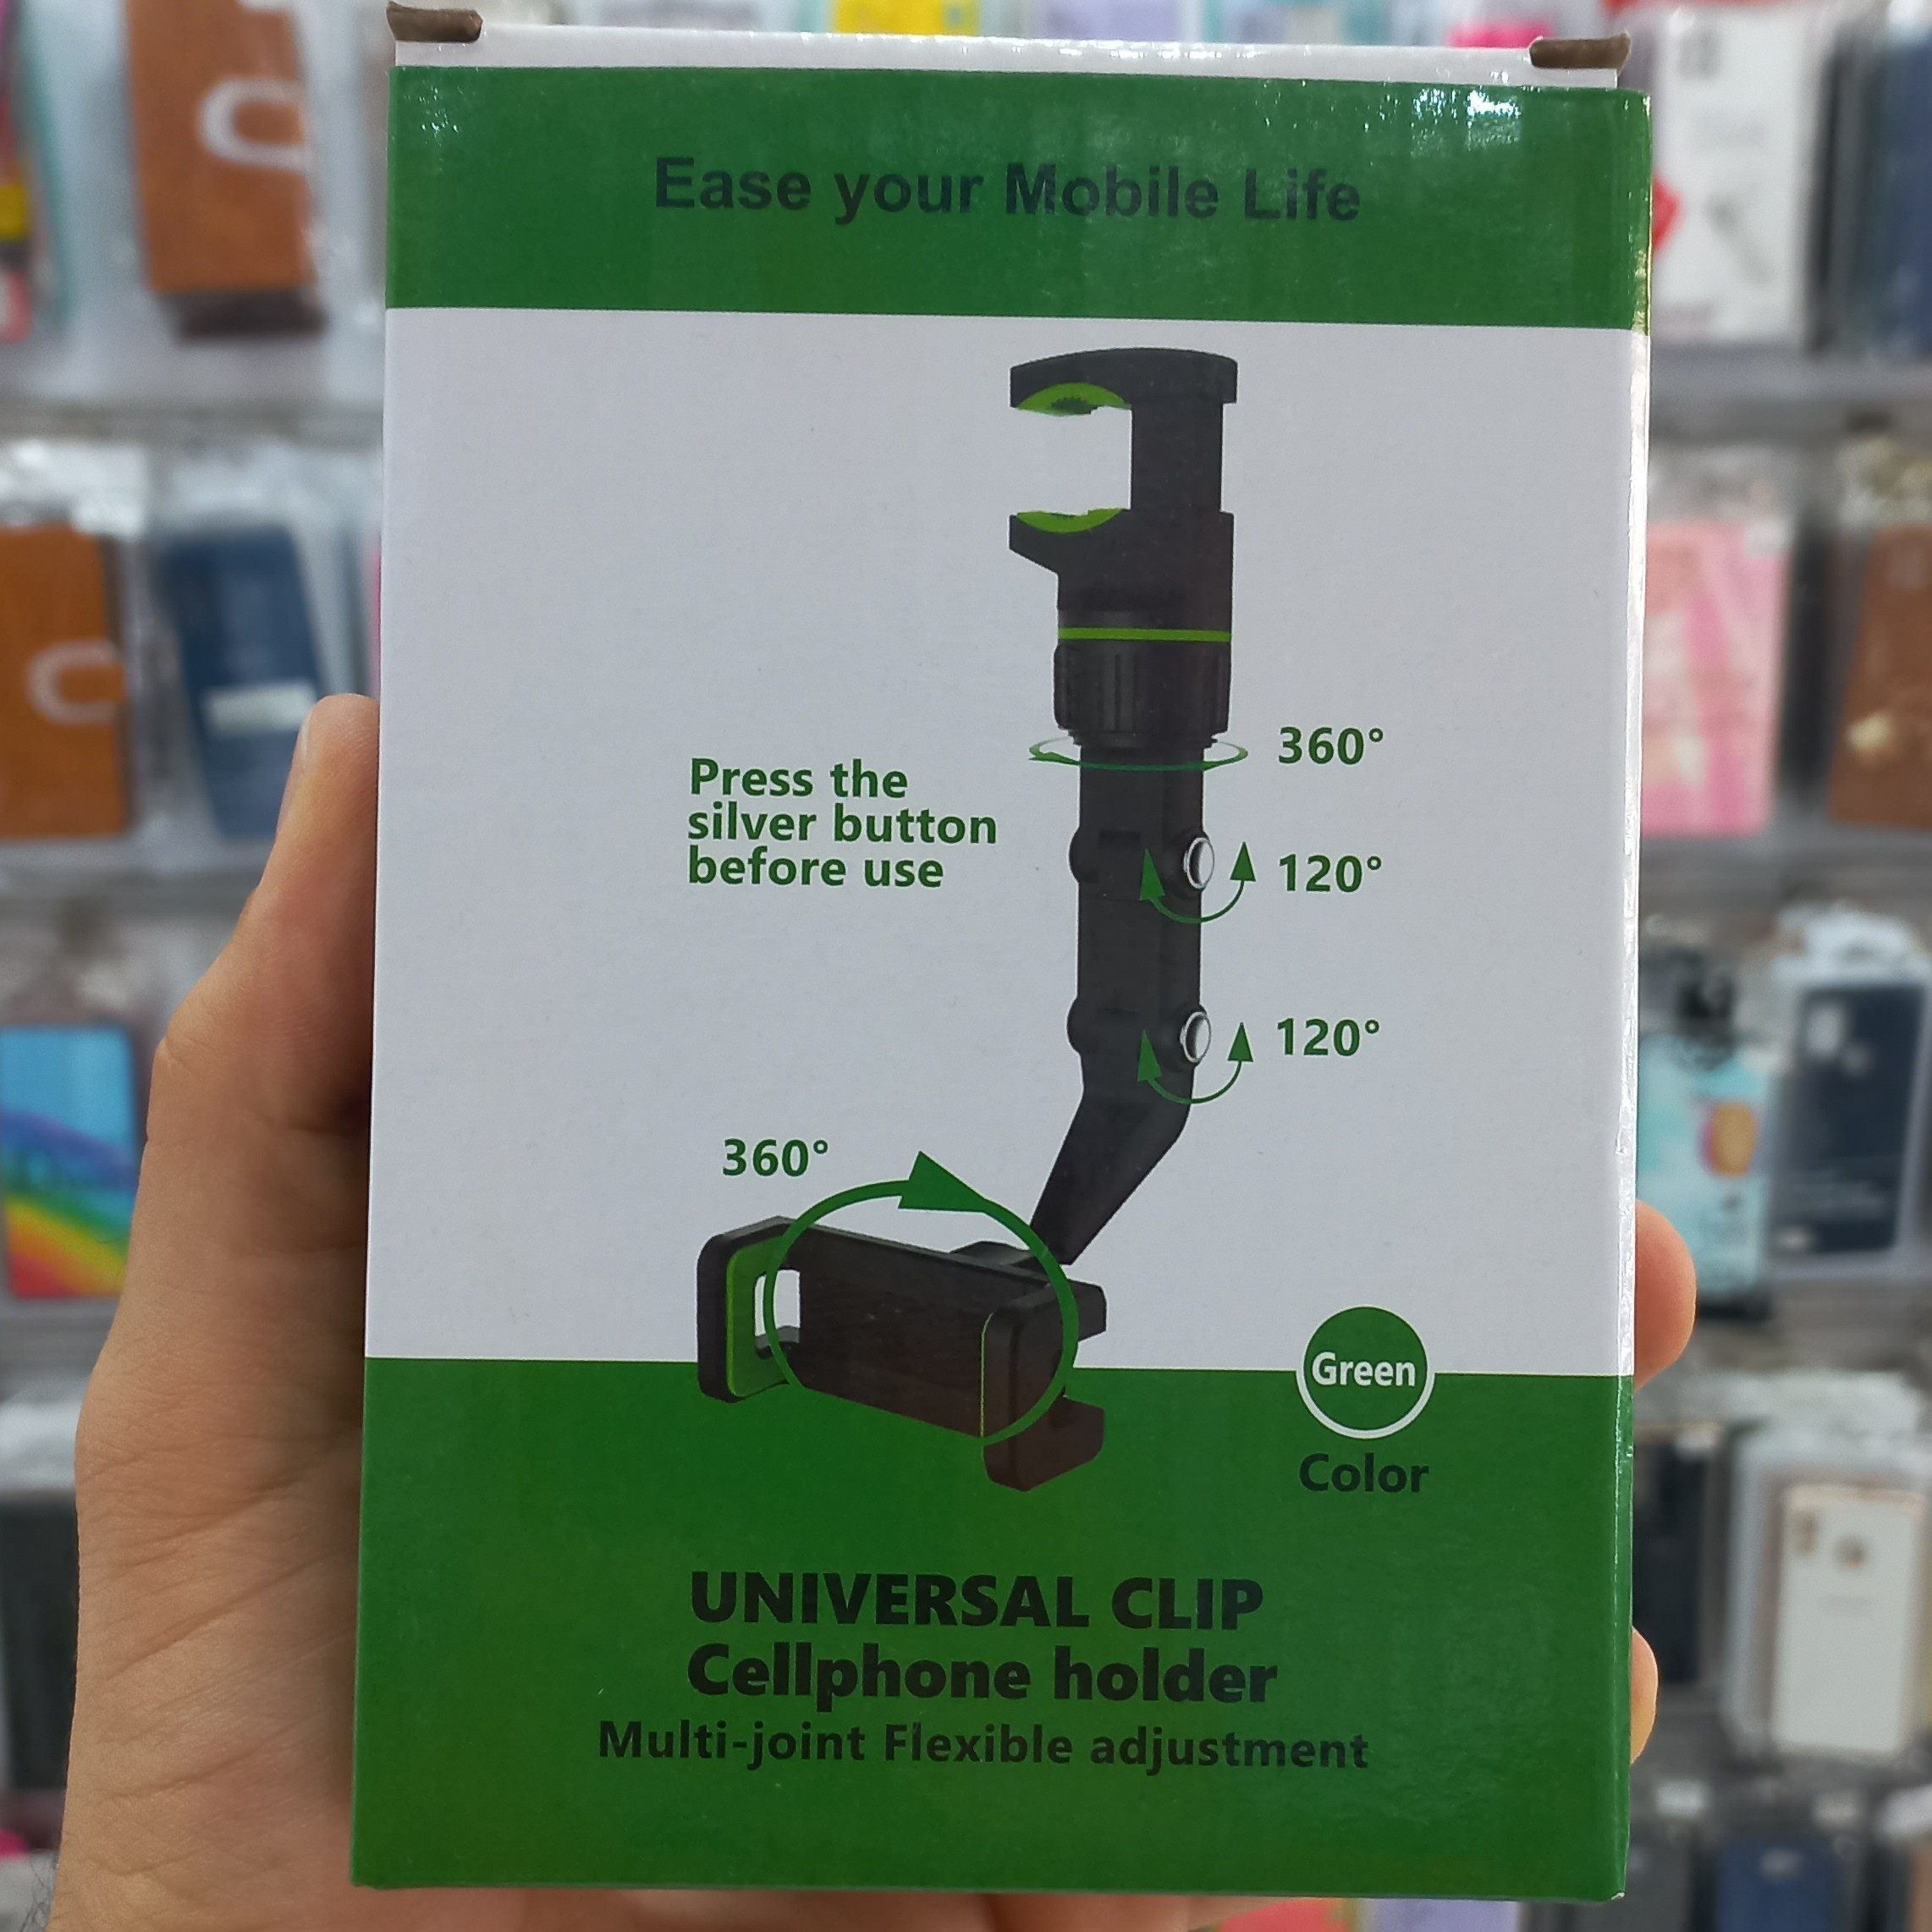 Ease your Mobile Life
360°
Press the
silver button
before use
120°
120°
360°
Green
Color
UNIVERSAL CLIP
Cellphone holder
Multi-joint Flexible adjustment